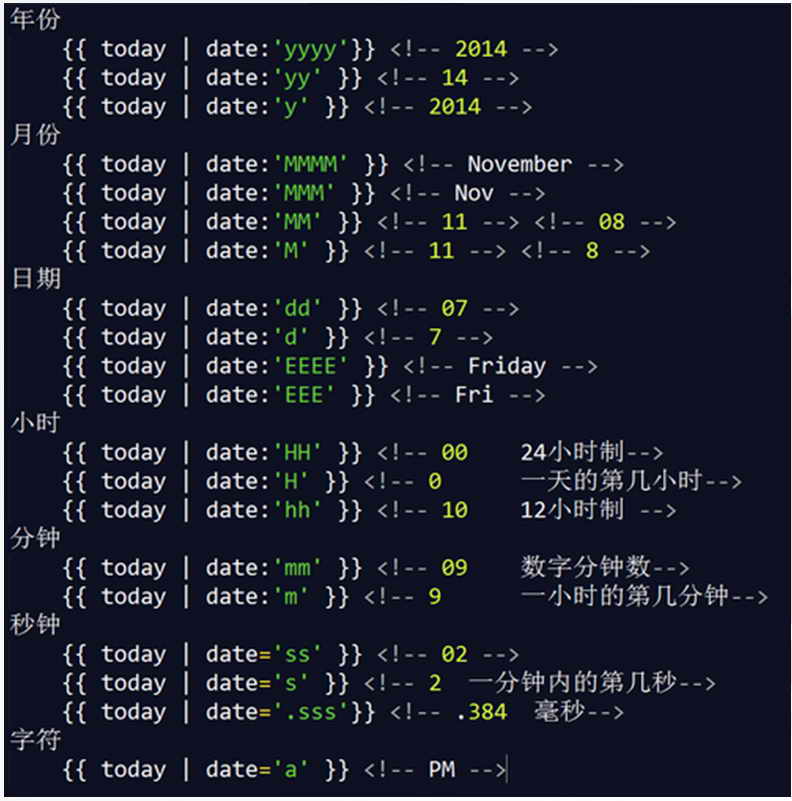 年份
{{ today | date:'yyyy'}} <!-- 2014 -->
{{ today | date:'yy' }} <!-- 14 -->
{{ today | date:'y' }} <!-- 2014 -->
月份
{{ today | date:'MMMM' }} <!-- November -->
{{ today | date:'MMM' }} <!-- Nov -->
{{ today | date:'MM' }} <!-- 11 --> <!-- 08 -->
{{ today | date:'M' }} <!-- 11 --> <!-- 8 -->
日期
{{ today | date:'dd' }} <!-- 07 -->
{{ today | date:'d' }} <!-- 7 -->
{{ today | date:'EEEE' }} <!-- Friday -->
{{ today | date:'EEE' }} <!-- Fri -->
小时
{{ today | date:'HH' }} <!-- 00    24小时制-->
{{ today | date:'H' }} <!-- 0      一天的第几小时-->
{{ today | date:'hh' }} <!-- 10    12小时制 -->
分钟
{{ today | date:'mm' }} <!-- 09    数字分钟数-->
{{ today | date:'m' }} <!-- 9      一小时的第几分钟-->
秒钟
{{ today | date='ss' }} <!-- 02 -->
{{ today | date='s' }} <!-- 2  一分钟内的第几秒-->
{{ today | date='.sss'}} <!-- .384  毫秒-->
字符
{{ today | date='a' }} <!-- PM -->